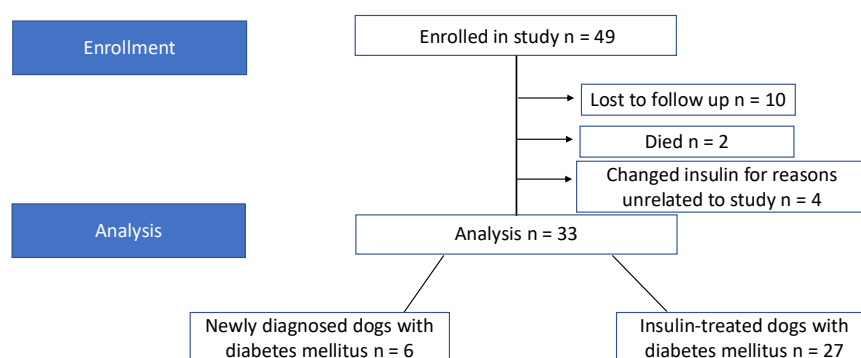 Enrollment
Enrolled in study n = 49
Lost to follow up n = 10
Died n = 2
Changed insulin for reasons
unrelated to study n = 4
Analysis
Analysis n = 33
Newly diagnosed dogs with
diabetes mellitus n = 6
Insulin-treated dogs with
diabetes mellitus n = 27